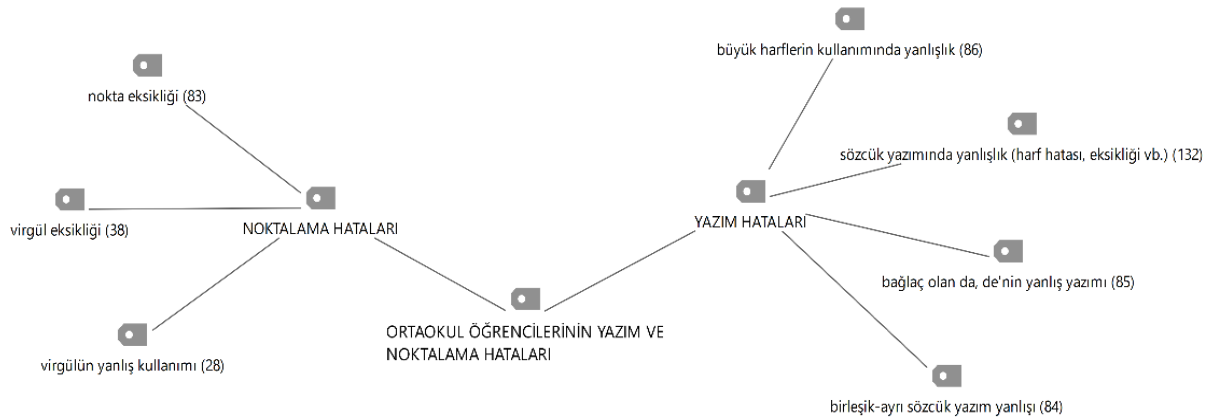 büyük harflerin kullanımında yanlışlık (86)
nokta eksikliği (83)
sözcük yazımında yanlışlık (harf hatası, eksikliği vb.) (132)
YAZIM HATALARI
virgül eksikliği (38)
NOKTALAMA HATALARI
bağlaç olan da, de'nin yanlış yazımı (85)
ORTAOKUL ÖĞRENCİLERİNİN YAZIM VE
NOKTALAMA HATALARI
virgülün yanlış kullanımı (28)
birleşik-ayrı sözcük yazım yanlışı (84)